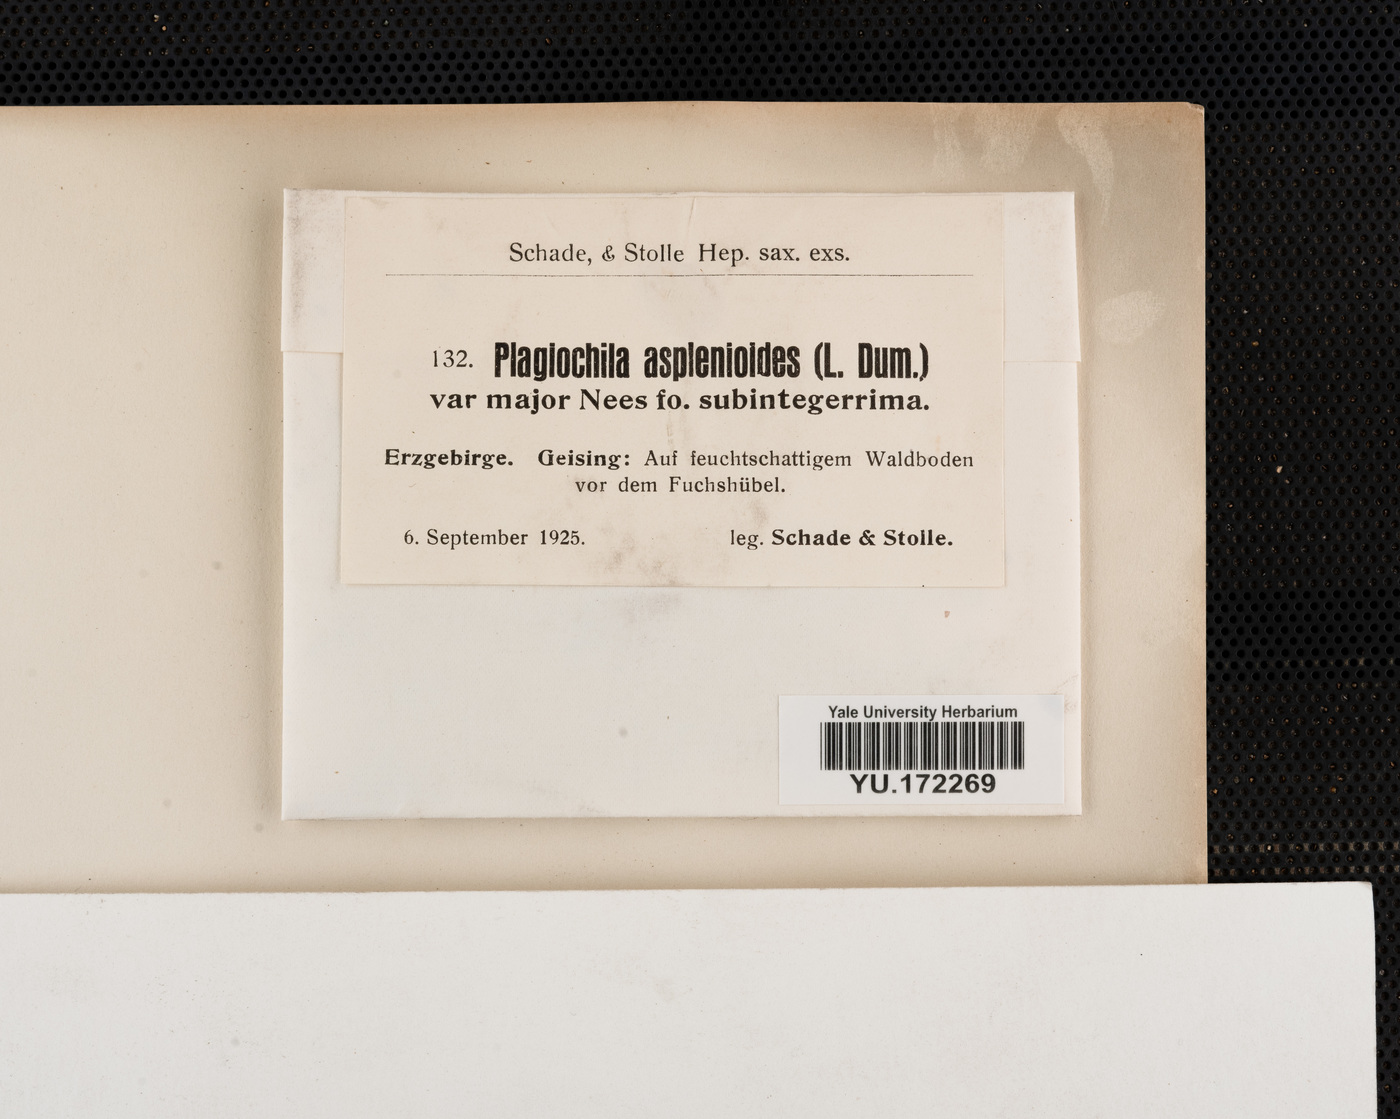 Schade, & Stolle Hep. sax. exs.
132. Plagiochila asplenioides (L. Dum.)
var major Nees fo. subintegerrima.
Erzgebirge. Geising: Auf feuchtschattigem Waldboden
vor dem Fuchshübel.
6. September 1925. leg. Schade & Stolle.
Yale University Herbarium
YU.172269